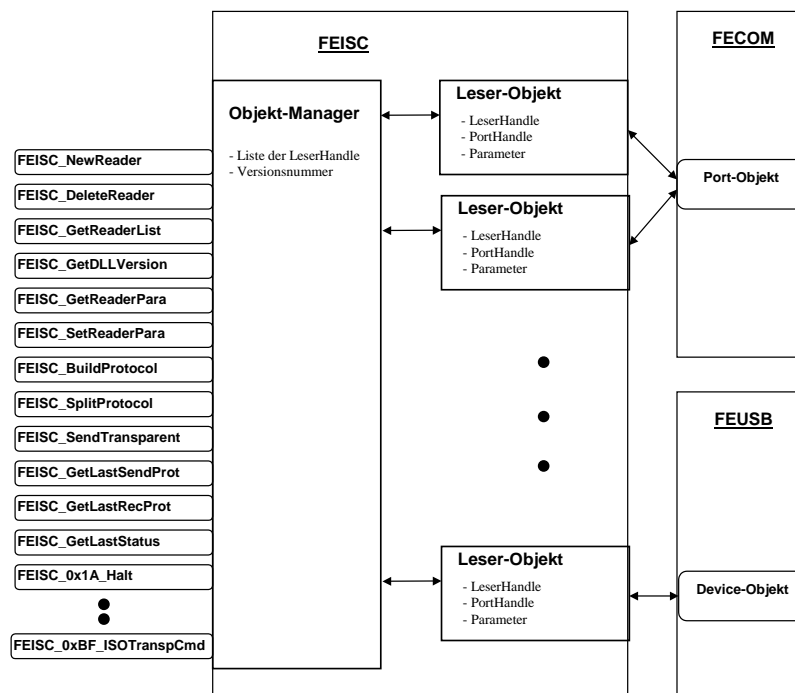 FEISC
FECOM
FEUSB
Objekt-Manager
- Liste der LeserHandle
- Versionsnummer
FEISC_NewReader
FEISC_DeleteReader
FEISC_GetReaderList
FEISC_GetDLLVersion
FEISC_GetReaderPara
FEISC_SetReaderPara
FEISC_BuildProtocol
FEISC_SplitProtocol
FEISC_SendTransparent
FEISC_GetLastSendProt
FEISC_GetLastRecProt
FEISC_GetLastStatus
FEISC_0x1A_Halt
FEISC_0xBF_ISOTranspCmd
Leser-Objekt
- LeserHandle
- PortHandle
- Parameter
Leser-Objekt
- LeserHandle
- PortHandle
- Parameter
Leser-Objekt
- LeserHandle
- PortHandle
- Parameter
Port-Objekt
Device-Objekt